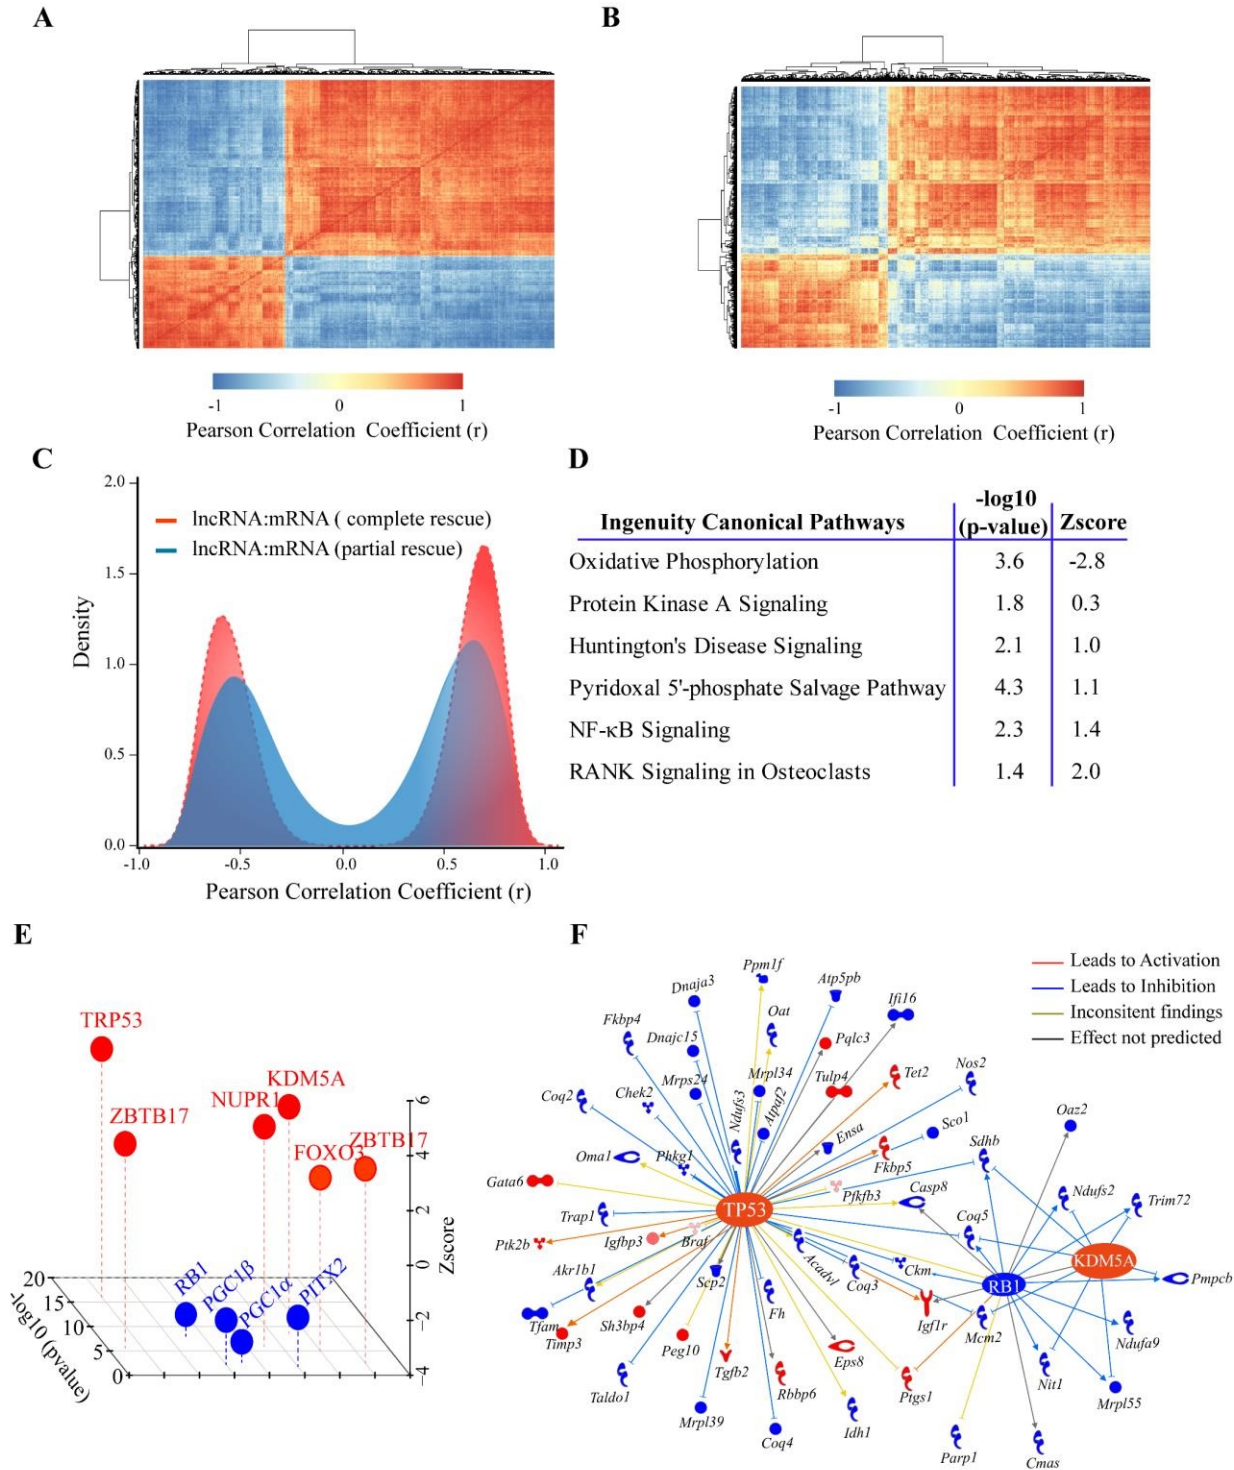 A
B
-1
0
1
Pearson Correlation Coefficient (r)
-1
0
1
Pearson Correlation Coefficient (r)
C
2.0
1.5
1.0
0.5
0.0
Density
lncRNA:mRNA ( complete rescue)
lncRNA:mRNA (partial rescue)
-1.0
-0.5
0.0
0.5
1.0
Pearson Correlation Coefficient (r)
D
Ingenuity Canonical Pathways -log10 (p-value) Zscore
Oxidative Phosphorylation 3.6 -2.8
Protein Kinase A Signaling 1.8 0.3
Huntington's Disease Signaling 2.1 1.0
Pyridoxal 5'-phosphate Salvage Pathway 4.3 1.1
NF-κB Signaling 2.3 1.4
RANK Signaling in Osteoclasts 1.4 2.0
E
TRP53
ZBTB17
NUPR1
KDM5A
FOXO3
ZBTB17
RB1
PGC1β
PGC1α
PITX2
20
15
10
5
0
-log10 (pvalue)
6
4
2
0
-2
-4
Zscore
F
Leads to Activation
Leads to Inhibition
Inconsitent findings
Effect not predicted
Ppm1f
Dnaja3
Atp5pb
Ifi16
Fkbp4
Dnajc15
Oat
Pqlc3
Mrps24
Mrpl34
Tulp4
Tet2
Nos2
Coq2
Chek2
Ndufs3
Atpaf2
Ensa
Sco1
Oaz2
Oma1
Phkg1
Fkbp5
Sdhb
Gata6
Pfkfb3
Casp8
Ndufs2
Trim72
Trap1
TP53
Coq5
Ptk2b
Igfbp3
Braf
Acadvl
Coq3
Ckm
KDM5A
RB1
Pmpcb
Akr1b1
Scp2
Fh
Igf1r
Mcm2
Tfam
Timp3
Sh3bp4
Peg10
Tgfb2
Eps8
Ndufa9
Taldo1
Rbbp6
Pigs1
Nit1
Mrpl55
Mrpl39
Coq4
Idh1
Parp1
Cmas